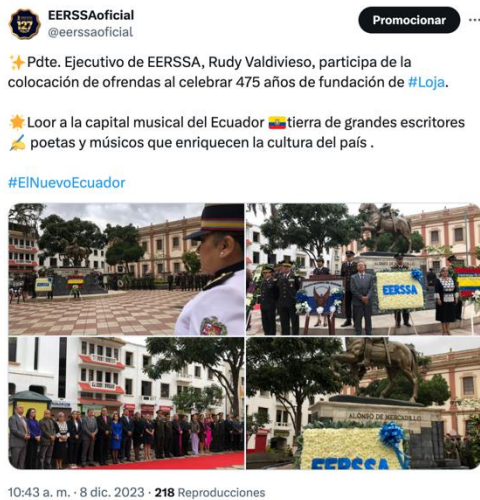 EERSSAoficial
@eerssaoficial
Promocionar
✨Pdte. Ejecutivo de EERSSA, Rudy Valdivieso, participa de la
colocación de ofrendas al celebrar 475 años de fundación de #Loja.
🌟Loor a la capital musical del Ecuador 🇪🇨tierra de grandes escritores
✍️ poetas y músicos que enriquecen la cultura del país .
#ElNuevoEcuador
EERSSA
ALONSO DE MERCADILLO
EERSSA
10:43 a. m. · 8 dic. 2023 · 218 Reproducciones